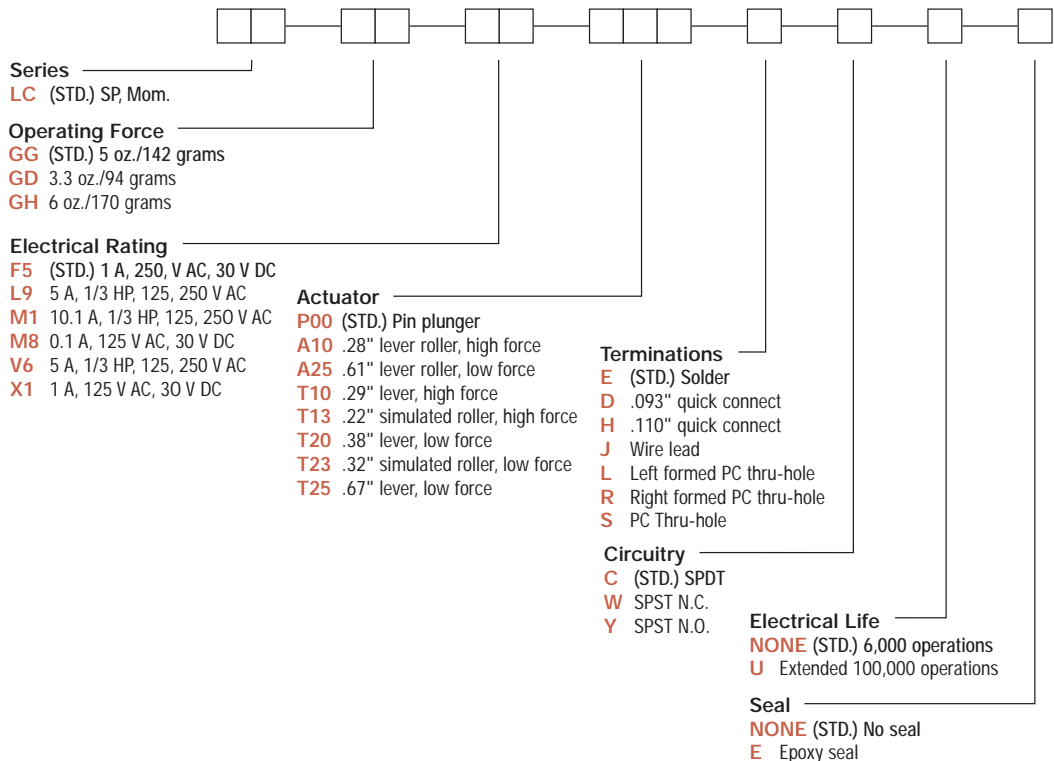 Series
LC (STD.) SP, Mom.
Operating Force
GG (STD.) 5 oz./142 grams
GD 3.3 oz./94 grams
GH 6 oz./170 grams
Electrical Rating
F5 (STD.) 1 A, 250, V AC, 30 V DC
L9 5 A, 1/3 HP, 125, 250 V AC
M1 10.1 A, 1/3 HP, 125, 250 V AC
M8 0.1 A, 125 V AC, 30 V DC
V6 5 A, 1/3 HP, 125, 250 V AC
X1 1 A, 125 V AC, 30 V DC
Actuator
P00 (STD.) Pin plunger
A10 .28" lever roller, high force
A25 .61" lever roller, low force
T10 .29" lever, high force
T13 .22" simulated roller, high force
T20 .38" lever, low force
T23 .32" simulated roller, low force
T25 .67" lever, low force
Terminations
E (STD.) Solder
D .093" quick connect
H .110" quick connect
J Wire lead
L Left formed PC thru-hole
R Right formed PC thru-hole
S PC Thru-hole
Circuitry
C (STD.) SPDT
W SPST N.C.
Y SPST N.O.
Electrical Life
NONE (STD.) 6,000 operations
U Extended 100,000 operations
Seal
NONE (STD.) No seal
E Epoxy seal